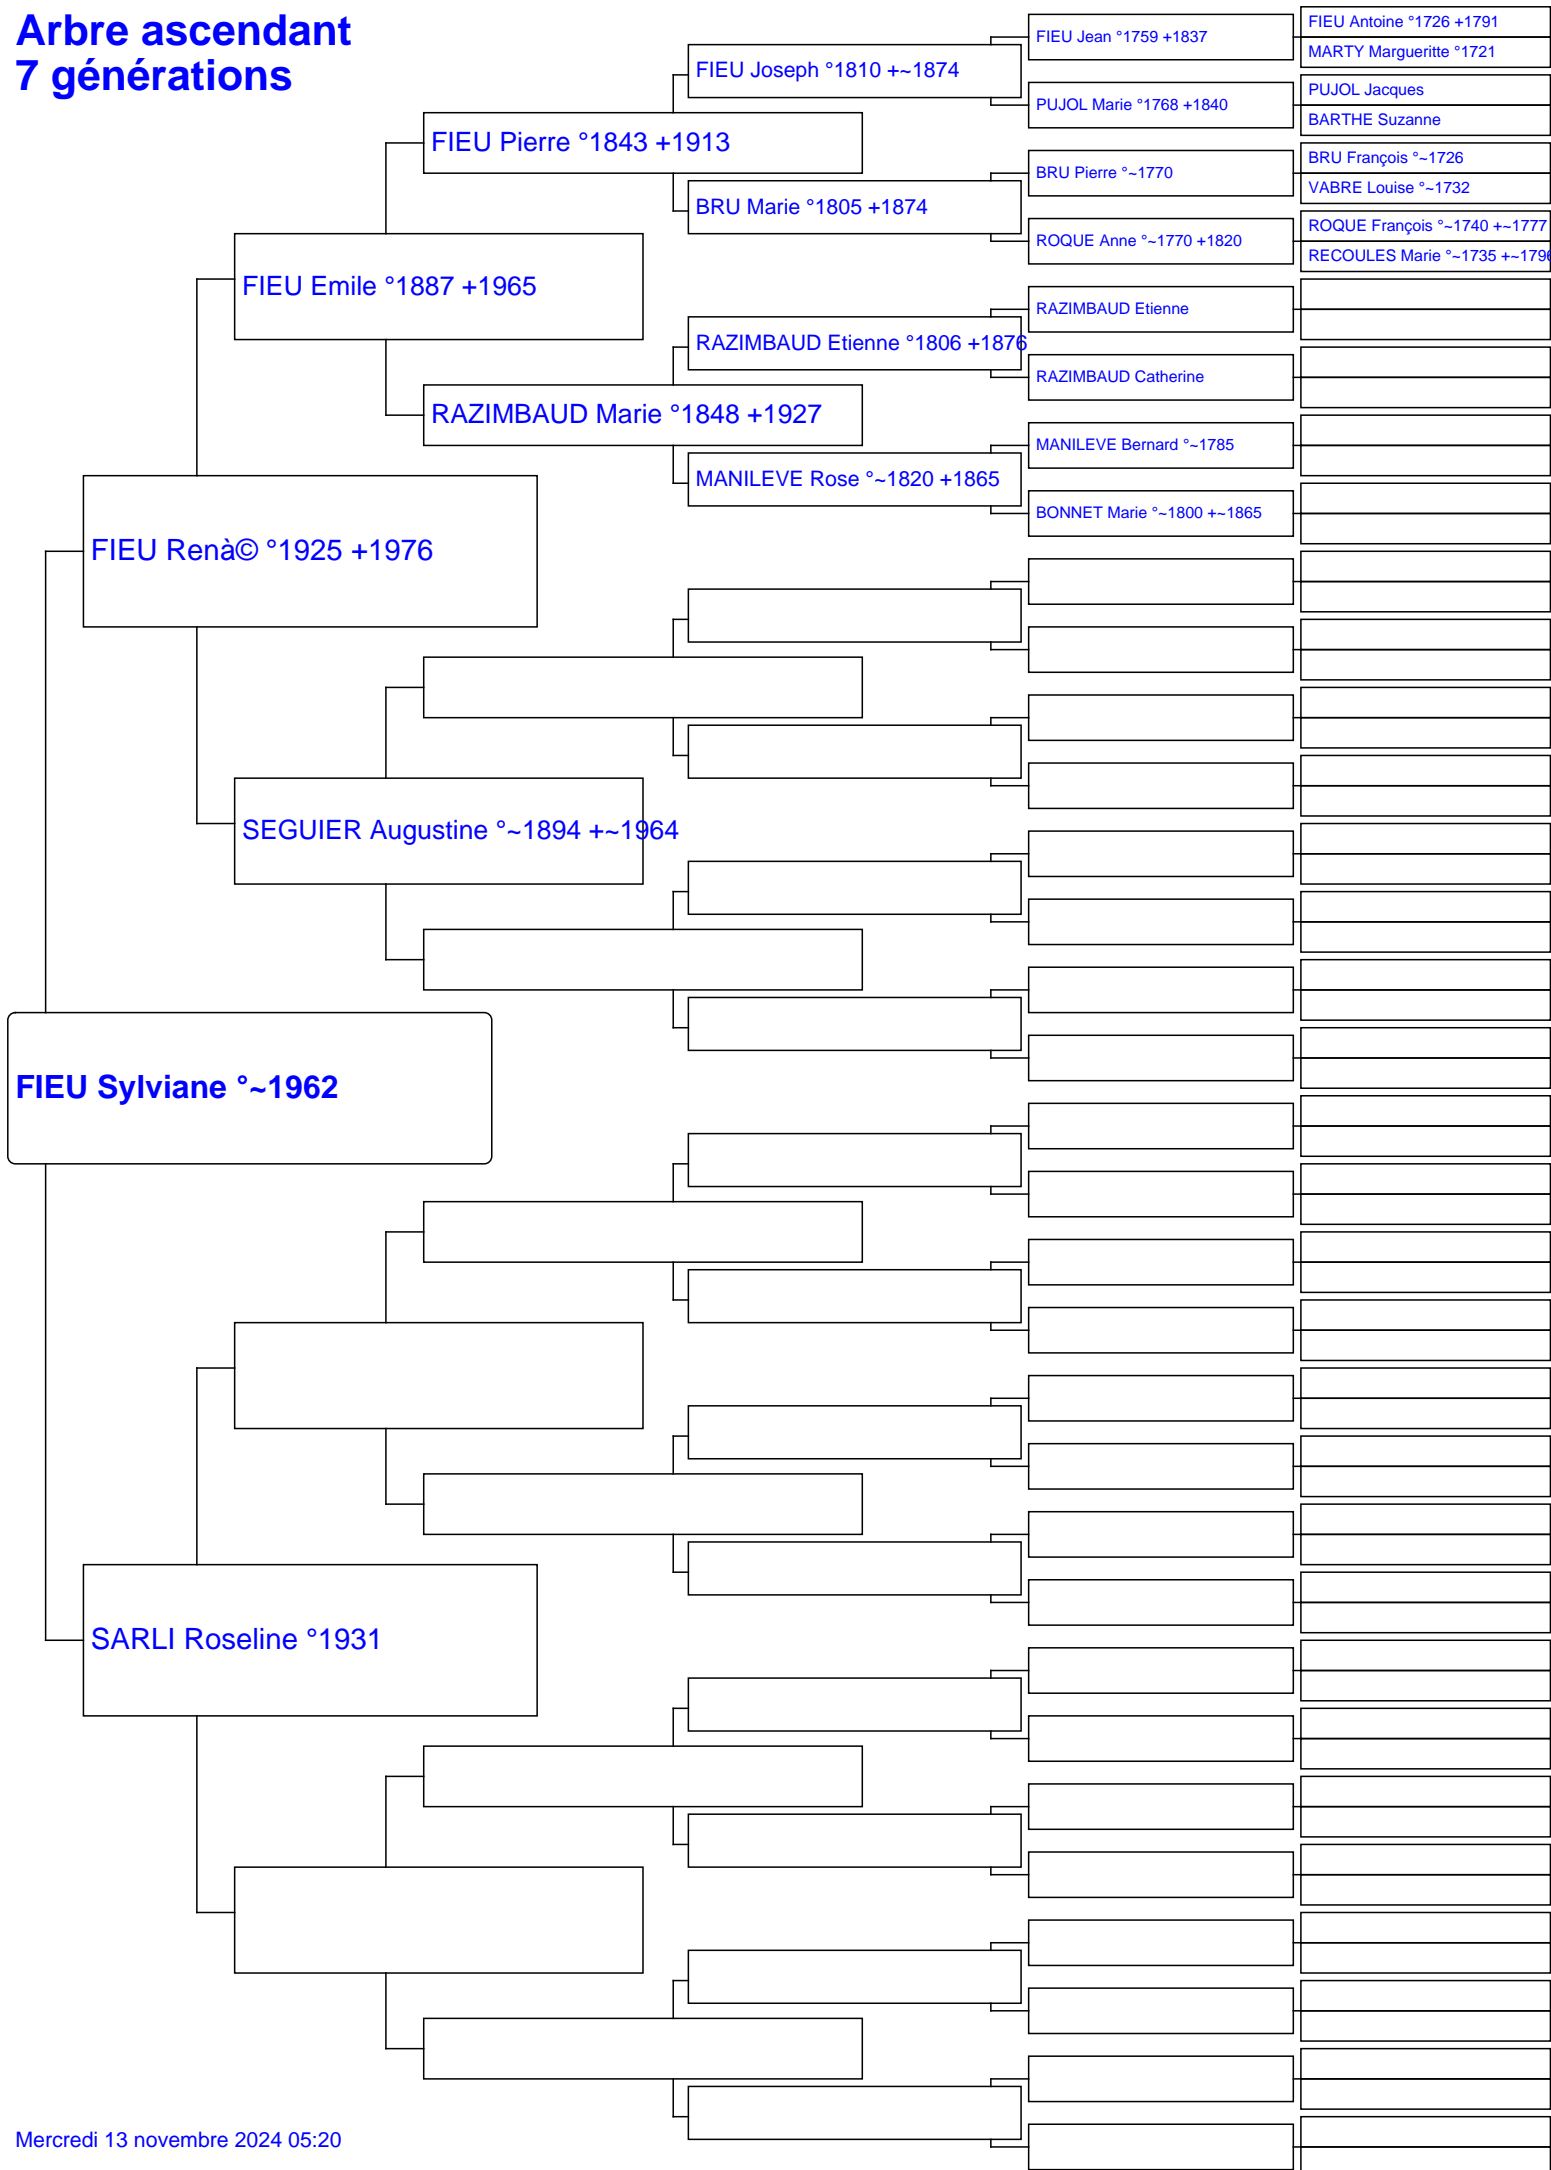 Arbre ascendant
7 générations
FIEU Antoine °1726 +1791
FIEU Jean °1759 +1837
MARTY Margueritte °1721
FIEU Joseph °1810 +~1874
PUJOL Jacques
PUJOL Marie °1768 +1840
BARTHE Suzanne
FIEU Pierre °1843 +1913
BRU François °~1726
BRU Pierre °~1770
VABRE Louise °~1732
BRU Marie °1805 +1874
ROQUE François °~1740 +~1777
ROQUE Anne °~1770 +1820
RECOULES Marie °~1735 +~1796
FIEU Emile °1887 +1965
RAZIMBAUD Etienne
RAZIMBAUD Etienne °1806 +1876
RAZIMBAUD Catherine
RAZIMBAUD Marie °1848 +1927
MANILEVE Bernard °~1785
MANILEVE Rose °~1820 +1865
BONNET Marie °~1800 +~1865
FIEU Renà© °1925 +1976
SEGUIER Augustine °~1894 +~1964
FIEU Sylviane °~1962
SARLI Roseline °1931
Mercredi 13 novembre 2024 05:20